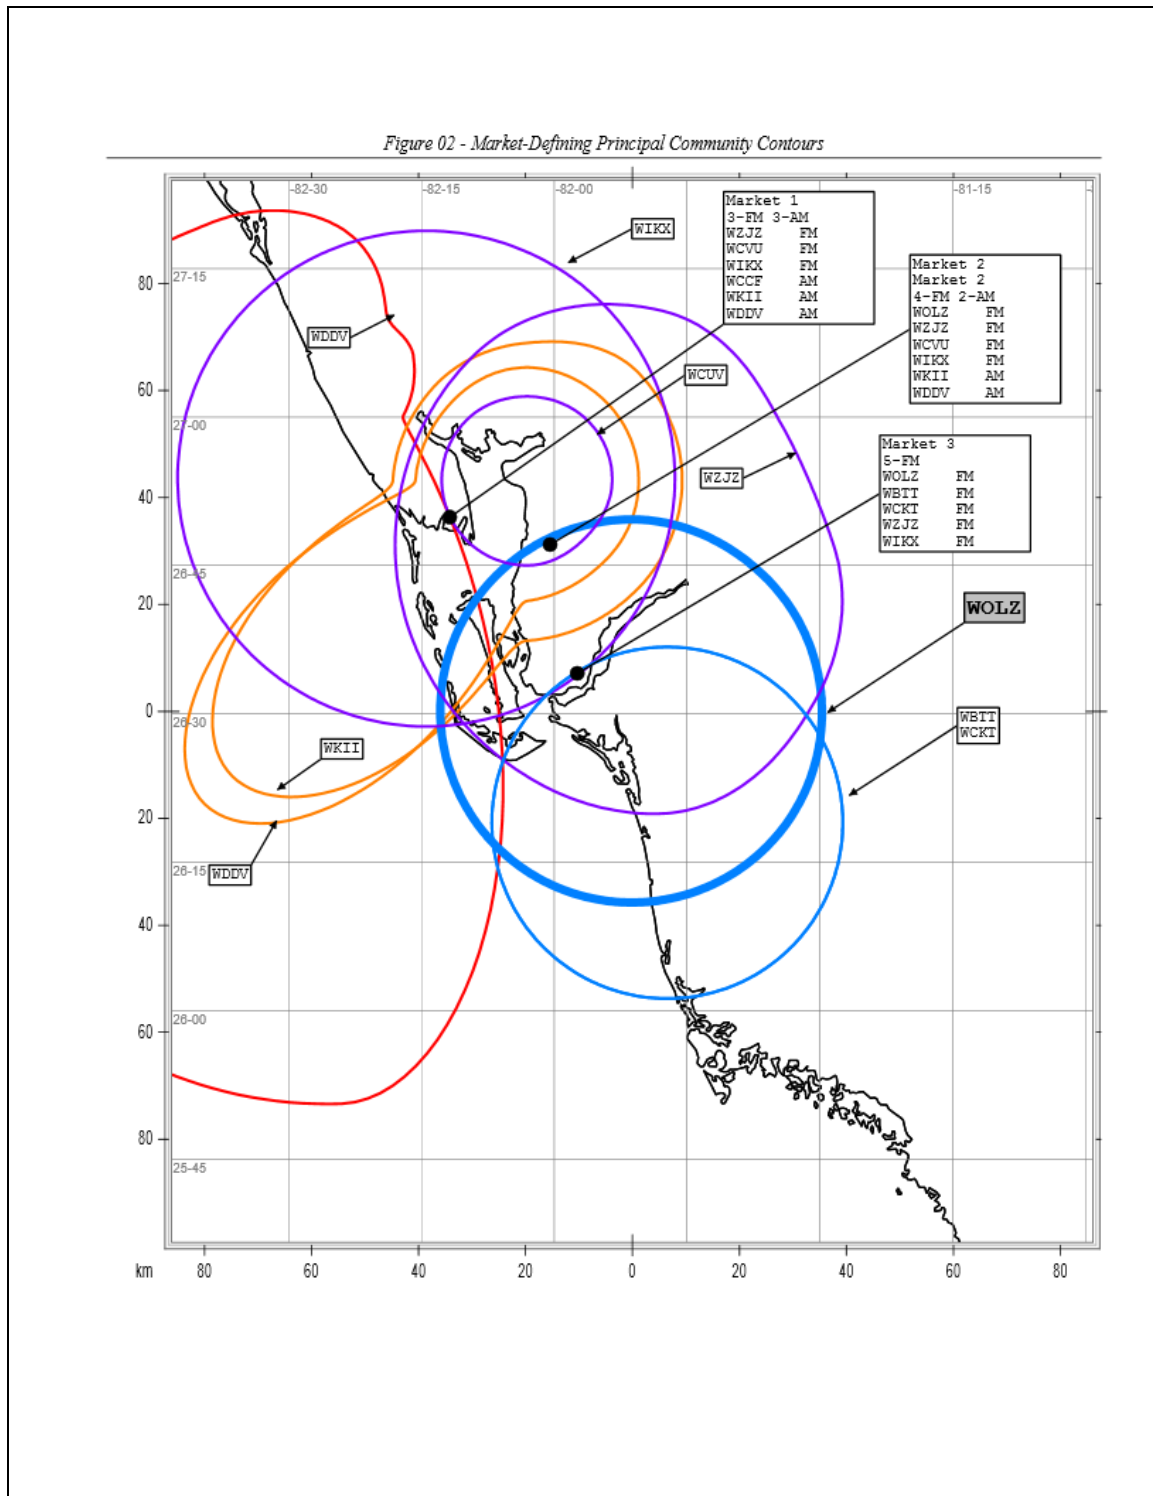 Figure 02 - Market-Defining Principal Community Contours
-82-30
-82-15
-82-00
-81-15
Market 1
3-FM 3-AM
WZJZ FM
WCVU FM
WIKX FM
WCCF AM
WKII AM
WDDV AM
WIKX
Market 2
Market 2
4-FM 2-AM
WOLZ FM
WZJZ FM
WCVU FM
WIKX FM
WKII AM
WDDV AM
27-15
80
WDDV
WCUV
60
27-00
Market 3
5-FM
WOLZ FM
WBTT FM
WCKT FM
WZJZ FM
WIKX FM
WZJZ
40
26-45
20
WOLZ
0
26-30
WBTT
WCKT
WKII
20
26-15
WDDV
40
26-00
60
80
25-45
km 80 60 40 20 0 20 40 60 80